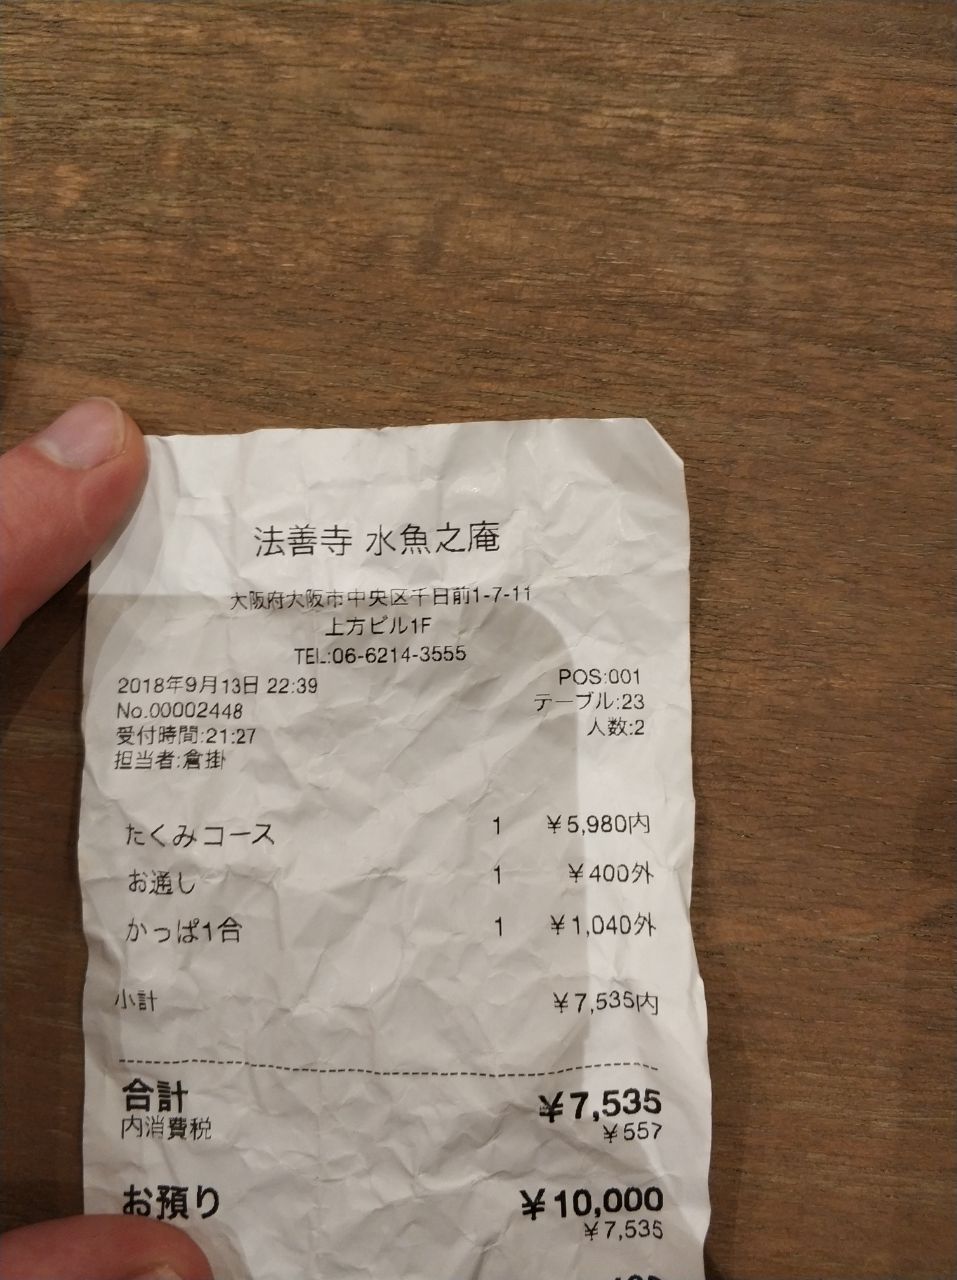 法善寺 水魚之庵
大阪府大阪市中央区千日前1-7-11
上方ビル1F
TEL:06-6214-3555
2018年9月13日 22:39 POS:001
No.00002448 テーブル:23
受付時間:21:27 人数:2
担当者:倉掛
たくみコース 1 ¥5,980内
お通し 1 ¥400外
かっぱ1合 1 ¥1,040外
小計 ¥7,535内
合計 ¥7,535
内消費税 ¥557
お預り ¥10,000
¥7,535